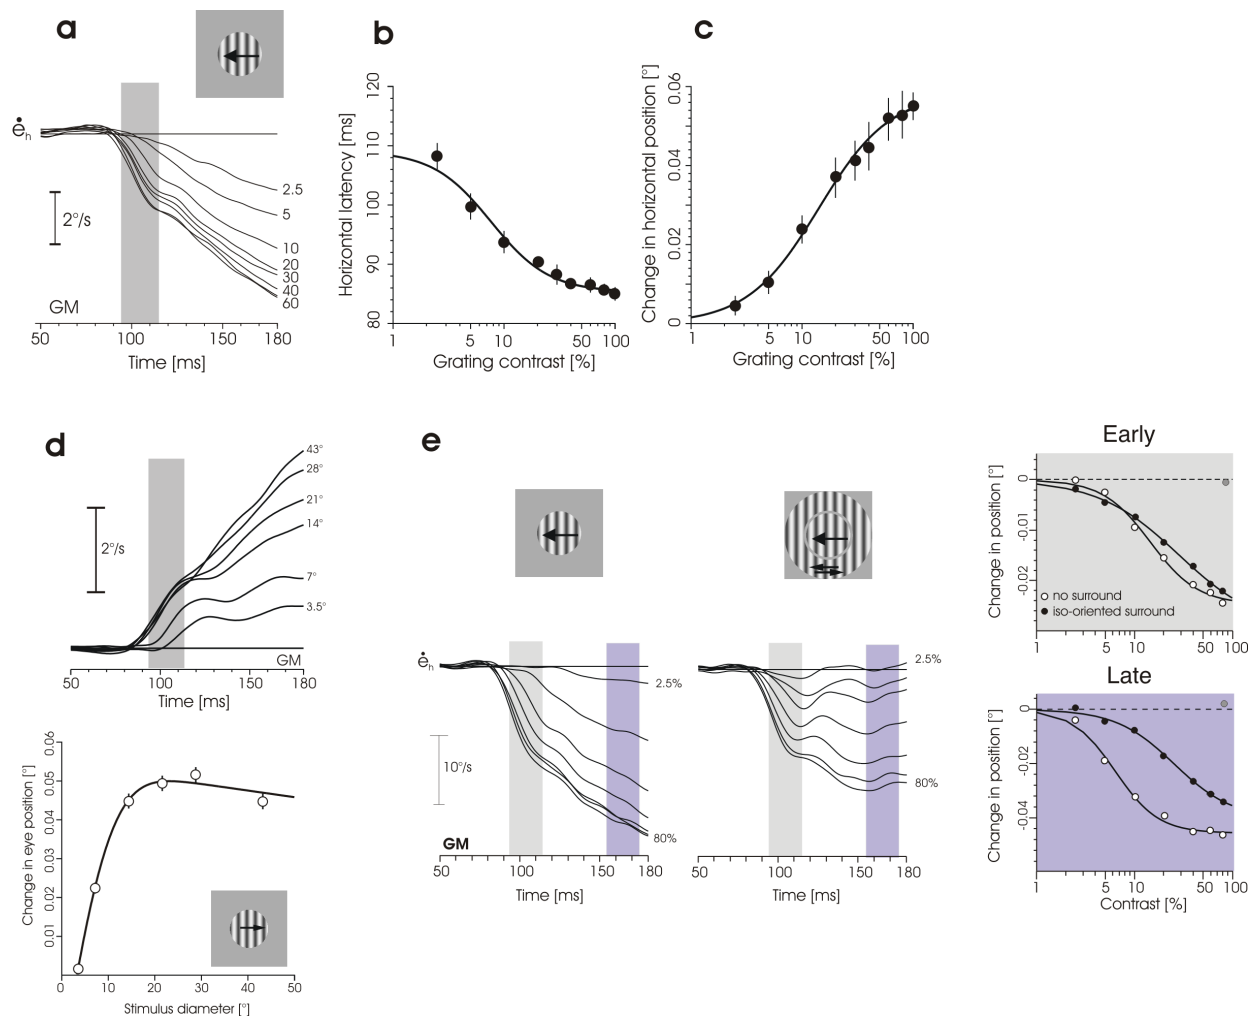 a
ė h
2°/s
GM
2.5
5
10
20
30
40
60
50 100 150 180
Time [ms]
b
Horizontal latency [ms]
120
110
100
90
80
1 5 10 50 100
Grating contrast [%]
c
Change in horizontal position [°]
0.06
0.04
0.02
0
1 5 10 50 100
Grating contrast [%]
d
43°
28°
21°
14°
7°
3.5°
2°/s
GM
50 100 150 180
Time [ms]
Change in eye position [°]
0.06
0.05
0.04
0.03
0.02
0.01
0 10 20 30 40 50
Stimulus diameter [°]
e
ė h
2.5%
10°/s
80%
GM
50 100 150 180
Time [ms]
2.5%
80%
50 100 150 180
Time [ms]
Early
Change in position [°]
0
-0.01
-0.02
no surround
iso-oriented surround
1 5 10 50 100
Late
Change in position [°]
0
-0.02
-0.04
1 5 10 50 100
Contrast [%]